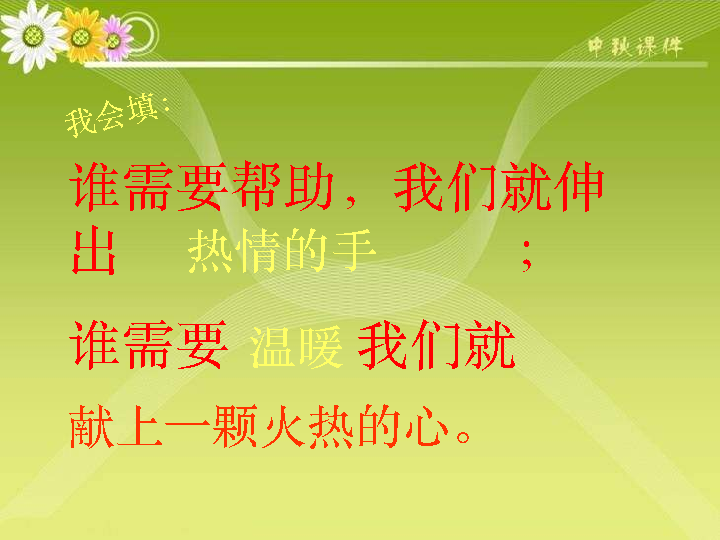 中秋课件
我会填：
谁需要帮助，我们就伸
出 热情的手 ；
谁需要 温暖 我们就
献上一颗火热的心。